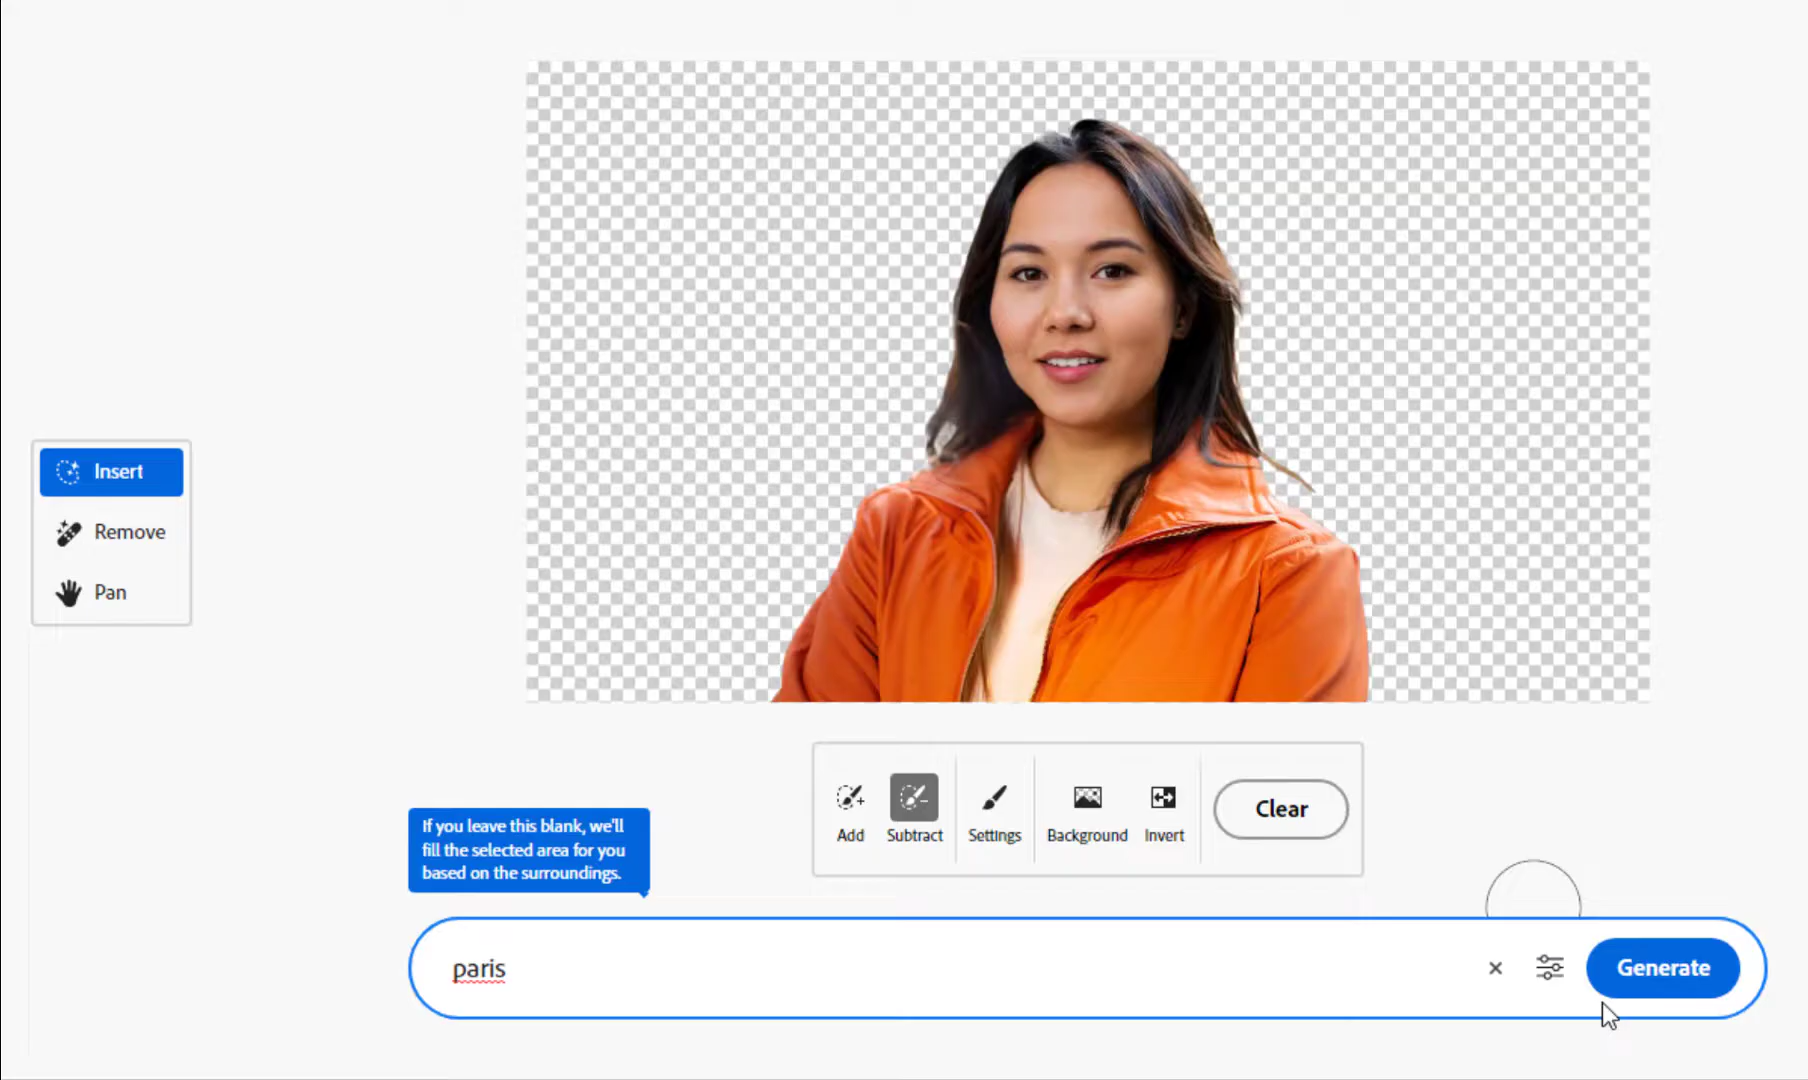 Insert
Remove
Pan
Add
Subtract
Settings
Background
Invert
Clear
If you leave this blank, we'll
fill the selected area for you
based on the surroundings.
paris
Generate